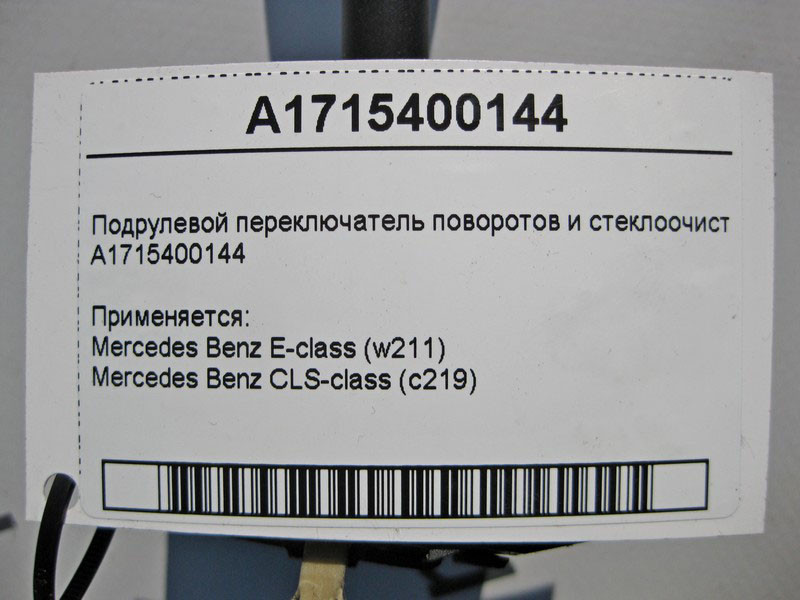 A1715400144
Подрулевой переключатель поворотов и стеклоочист
A1715400144
Применяется:
Mercedes Benz E-class (w211)
Mercedes Benz CLS-class (c219)